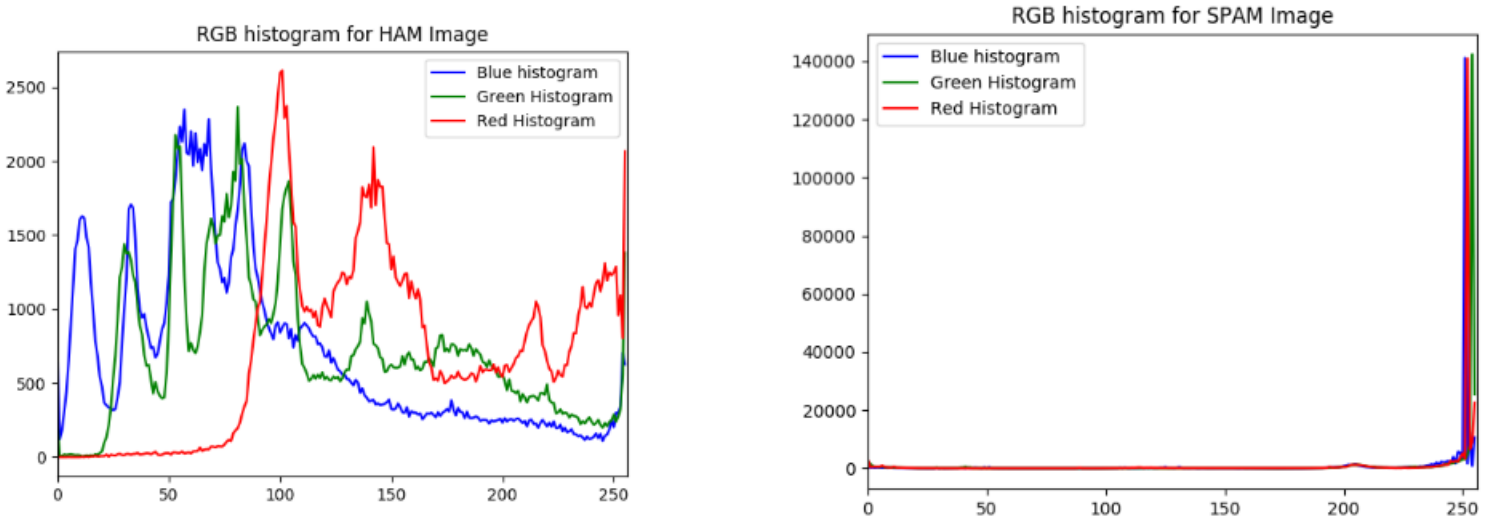 RGB histogram for HAM Image
Blue histogram
Green Histogram
Red Histogram
2500
2000
1500
1000
500
0
0 50 100 150 200 250
RGB histogram for SPAM Image
Blue histogram
Green Histogram
Red Histogram
140000
120000
100000
80000
60000
40000
20000
0
0 50 100 150 200 250